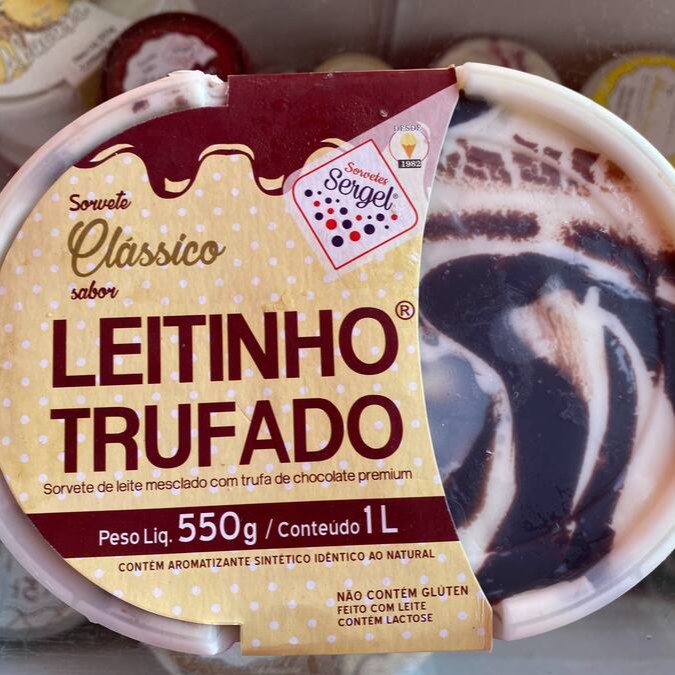 DESDE
1982
Sorvetes
Sergel®
Sorvete
Clássico
sabor
LEITINHO®
TRUFADO
Sorvete de leite mesclado com trufa de chocolate premium
Peso Liq. 550g / Conteúdo 1L
CONTÉM AROMATIZANTE SINTÉTICO IDÊNTICO AO NATURAL
NÃO CONTÉM GLÚTEN
FEITO COM LEITE
CONTÉM LACTOSE